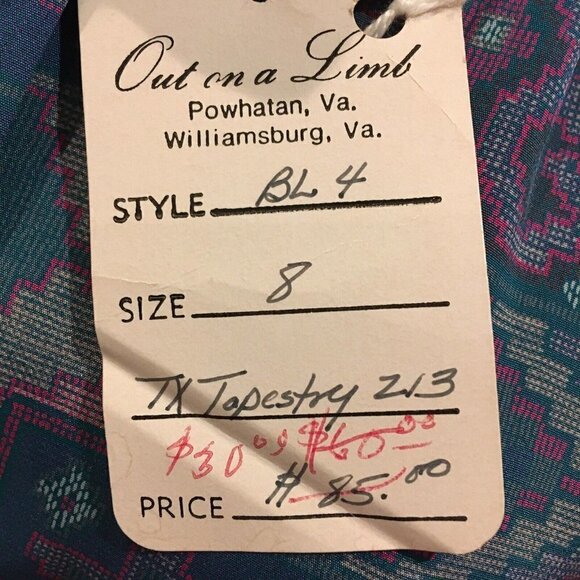 Out on a Limb
Powhatan, Va.
Williamsburg, Va.
STYLE BL 4
SIZE 8
TX Tapestry 213
$30.00 $60.00
PRICE $85.00